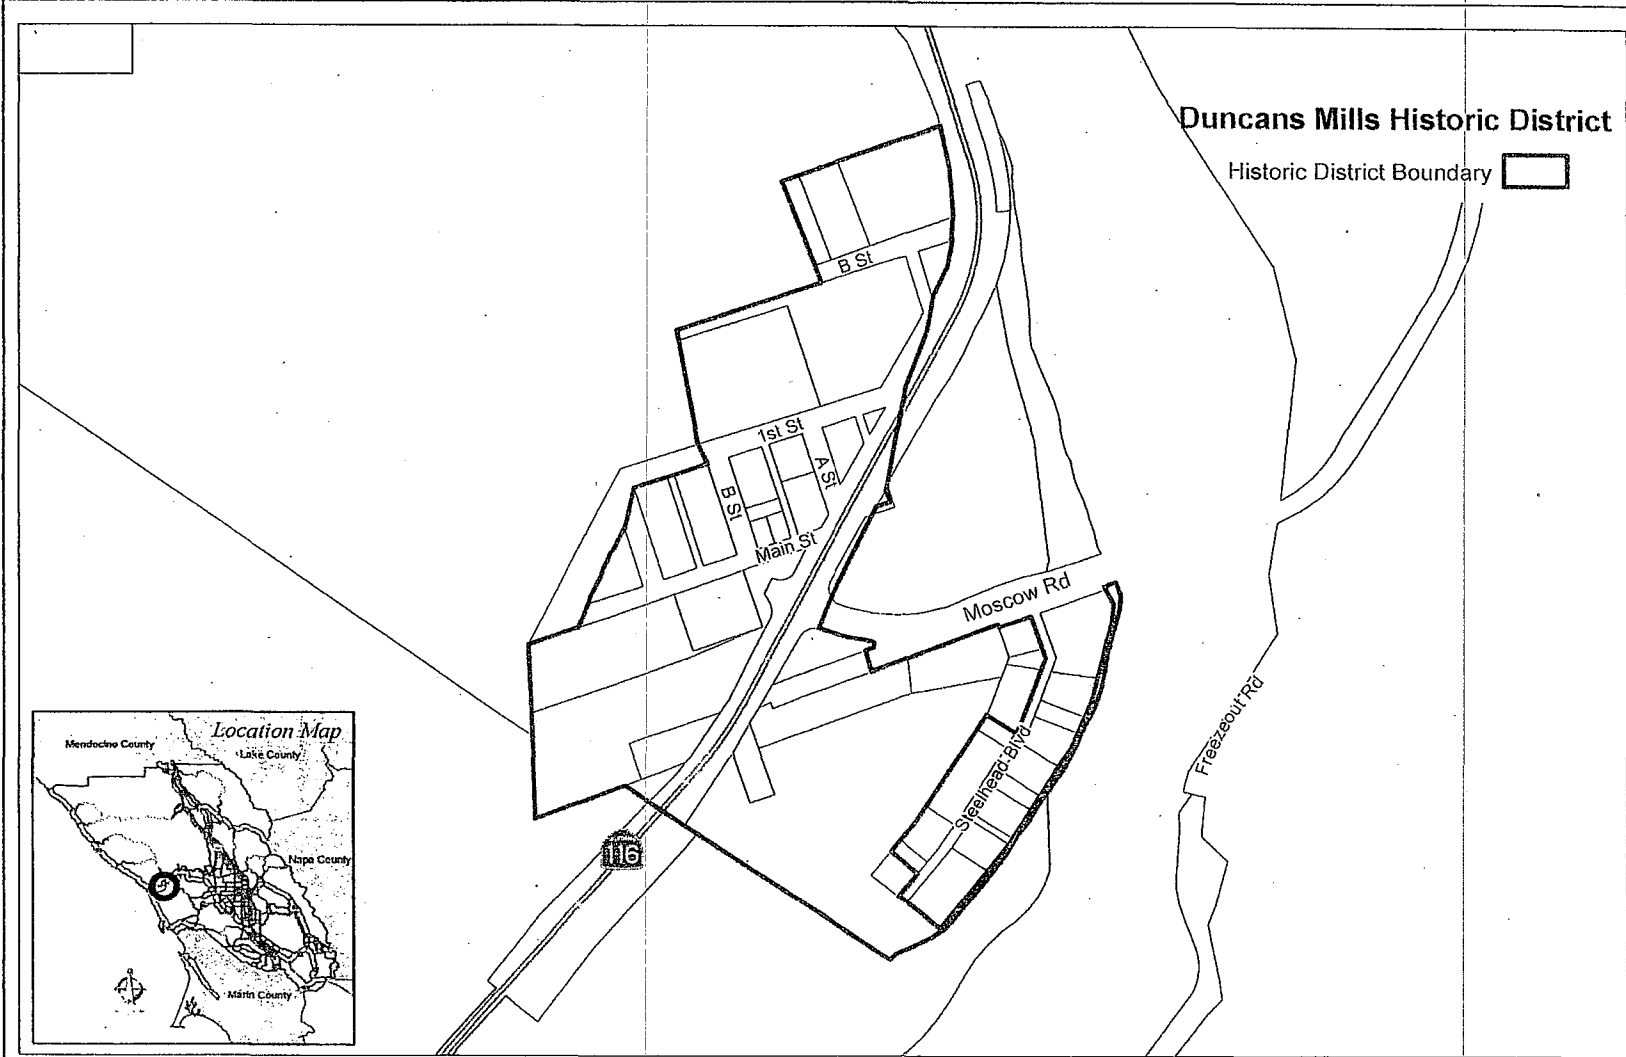 Duncans Mills Historic District
Historic District Boundary
B St
1st St
A St
B St
Main St
Moscow Rd
Steelhead Blvd
Freezeout Rd
116
Location Map
Mendocino County
Lake County
Napa County
Marin County